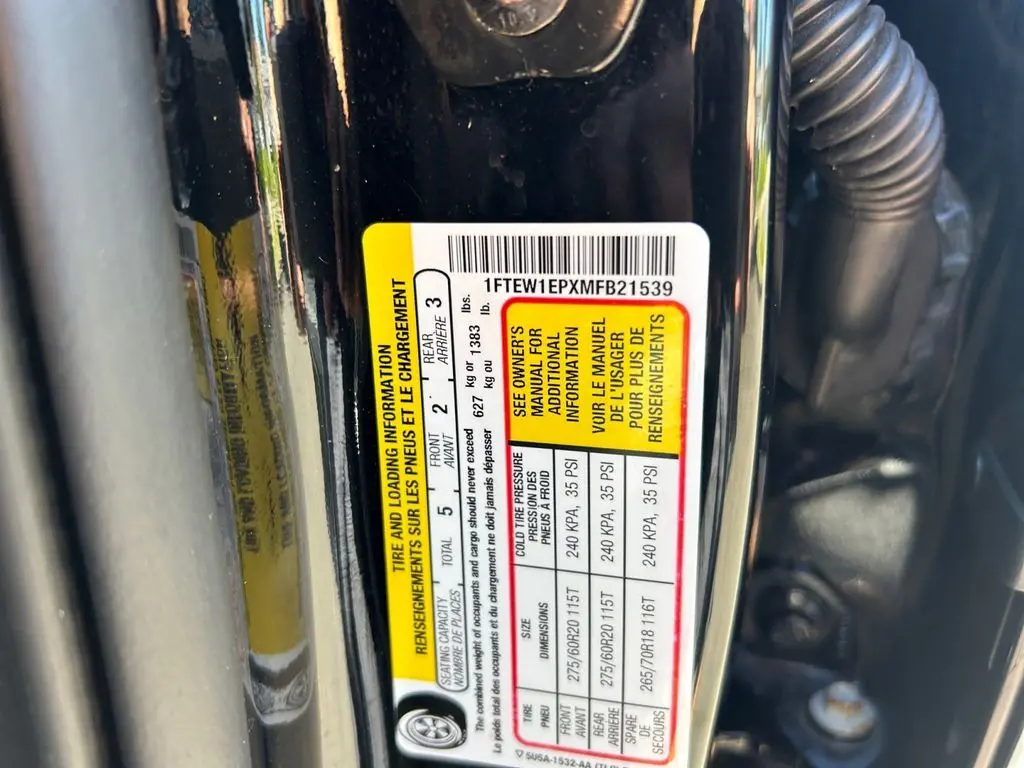 TIRE AND LOADING INFORMATION
RENSEIGNEMENTS SUR LES PNEUS ET LE CHARGEMENT
SEATING CAPACITY TOTAL 5 FRONT 2 REAR 3
NOMBRE DE PLACES AVANT ARRIÈRE
The combined weight of occupants and cargo should never exceed 627 kg or 1383 lbs.
Le poids total des occupants et du chargement ne doit jamais dépasser kg ou lb.
1FTEW1EPXMFB21539
TIRE SIZE COLD TIRE PRESSURE
PNEU DIMENSIONS PRESSION DES
PNEUS À FROID
FRONT
AVANT 275/60R20 115T 240 KPA, 35 PSI
REAR
ARRIÈRE 275/60R20 115T 240 KPA, 35 PSI
SPARE
DE
SECOURS 265/70R18 116T 240 KPA, 35 PSI
SEE OWNER'S
MANUAL FOR
ADDITIONAL
INFORMATION
VOIR LE MANUEL
DE L'USAGER
POUR PLUS DE
RENSEIGNEMENTS
5U5A-1532-AA